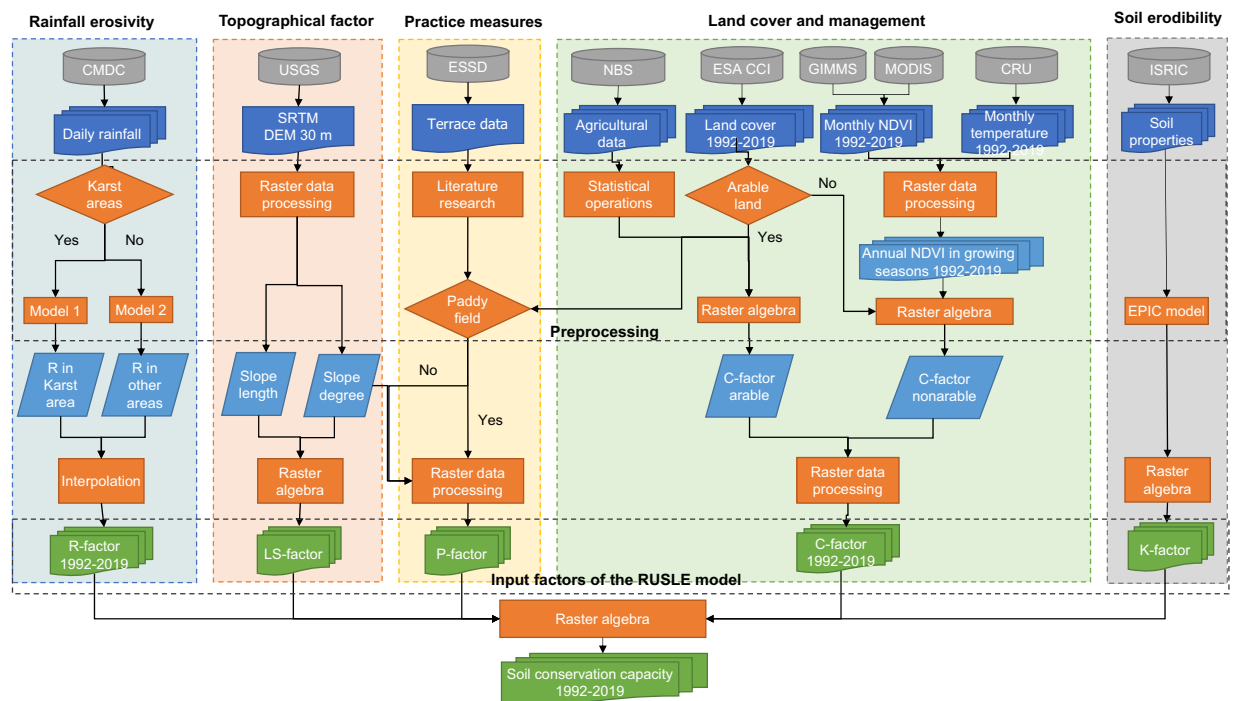 Rainfall erosivity
Topographical factor
Practice measures
Land cover and management
Soil erodibility
CMDC
USGS
ESSD
NBS
ESA CCI
GIMMS
MODIS
CRU
ISRIC
Daily rainfall
SRTM
DEM 30 m
Terrace data
Agricultural
data
Land cover
1992-2019
Monthly NDVI
1992-2019
Monthly
temperature
1992-2019
Soil
properties
Karst
areas
Raster data
processing
Literature
research
Statistical
operations
Arable
land
No
Raster data
processing
Yes
No
Yes
Annual NDVI in growing
seasons 1992-2019
Model 1
Model 2
Paddy
field
Raster algebra
Raster algebra
EPIC model
Preprocessing
R in
Karst
area
R in
other
areas
Slope
length
Slope
degree
No
Yes
C-factor
arable
C-factor
nonarable
Interpolation
Raster
algebra
Raster data
processing
Raster data
processing
Raster
algebra
R-factor
1992-2019
LS-factor
P-factor
C-factor
1992-2019
K-factor
Input factors of the RUSLE model
Raster algebra
Soil conservation capacity
1992-2019